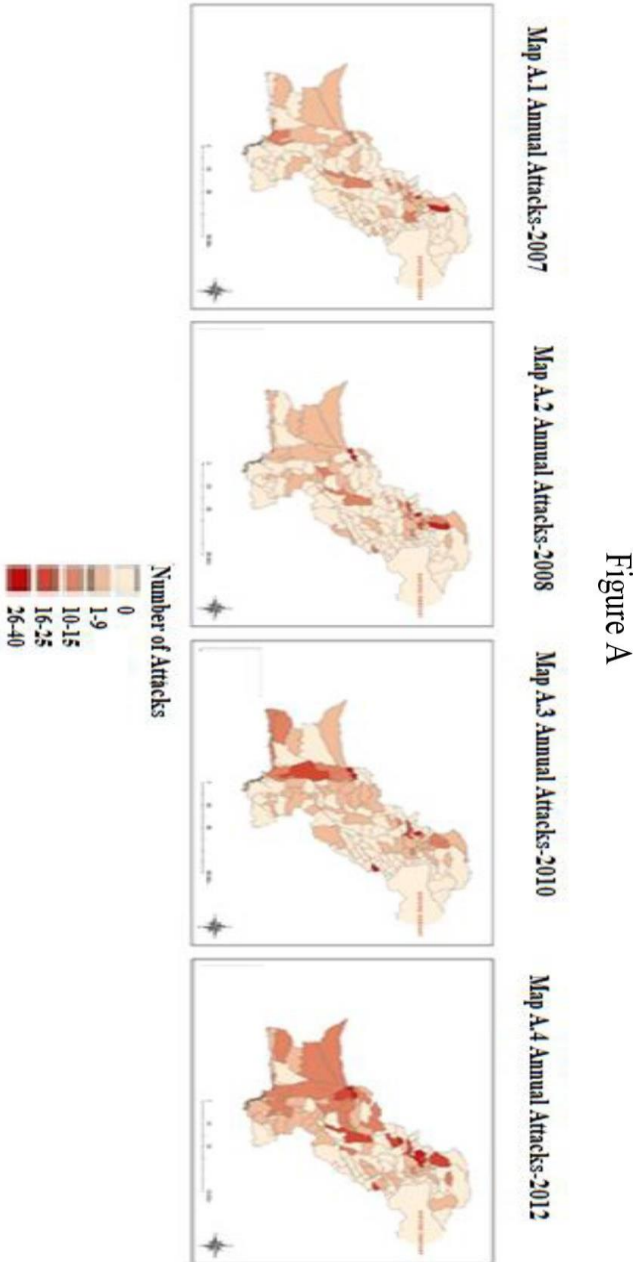 Figure A
Map A.1 Annual Attacks-2007
Map A.2 Annual Attacks-2008
Map A.3 Annual Attacks-2010
Map A.4 Annual Attacks-2012
Number of Attacks
0
1-9
10-15
16-25
26-40